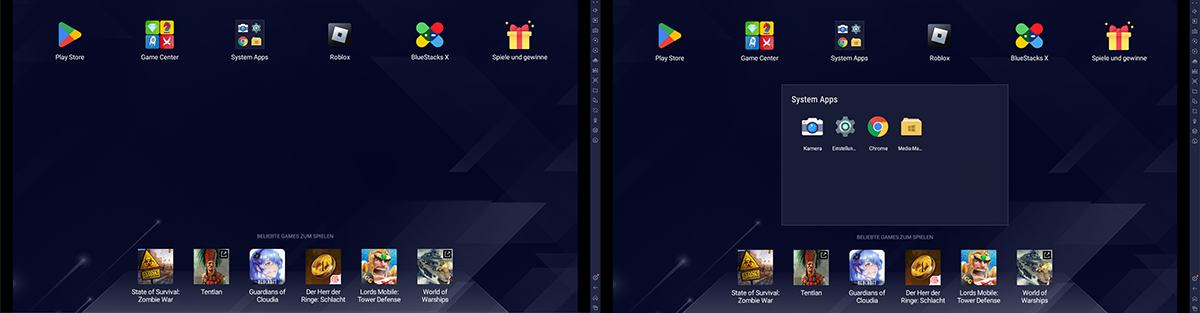 Play Store
Game Center
System Apps
Roblox
BlueStacks X
Spiele und gewinne
BELIEBTE GAMES ZUM SPIELEN
State of Survival:
Zombie War
Tentlan
Guardians of
Cloudia
Der Herr der
Ringe: Schlacht
Lords Mobile:
Tower Defense
World of
Warships
Play Store
Game Center
System Apps
Roblox
BlueStacks X
Spiele und gewinne
System Apps
Kamera
Einstellun...
Chrome
Media-Ma...
BELIEBTE GAMES ZUM SPIELEN
State of Survival:
Zombie War
Tentlan
Guardians of
Cloudia
Der Herr der
Ringe: Schlacht
Lords Mobile:
Tower Defense
World of
Warships